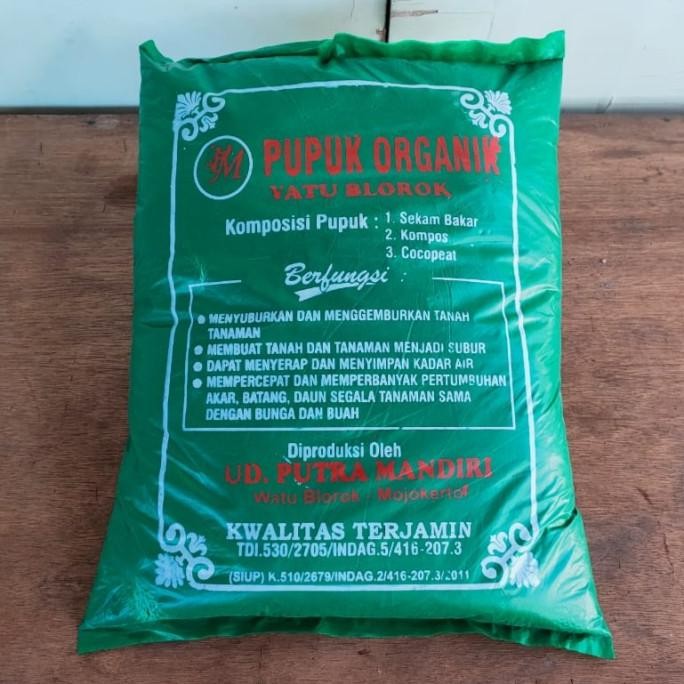 PM PUPUK ORGANIK
VATU BLOROK
Komposisi Pupuk : 1. Sekam Bakar
2. Kompos
3. Cocopeat
Berfungsi :
• MENYUBURKAN DAN MENGGEMBURKAN TANAH
TANAMAN
• MEMBUAT TANAH DAN TANAMAN MENJADI SUBUR
• DAPAT MENYERAP DAN MENYIMPAN KADAR AIR
• MEMPERCEPAT DAN MEMPERBANYAK PERTUMBUHAN
AKAR, BATANG, DAUN SEGALA TANAMAN SAMA
DENGAN BUNGA DAN BUAH
Diproduksi Oleh
UD. PUTRA MANDIRI
Watu Blorok - Mojokerto
KWALITAS TERJAMIN
TDI.530/2705/INDAG.5/416-207.3
(SIUP) K.510/2679/INDAG.2/416-207.3/2011